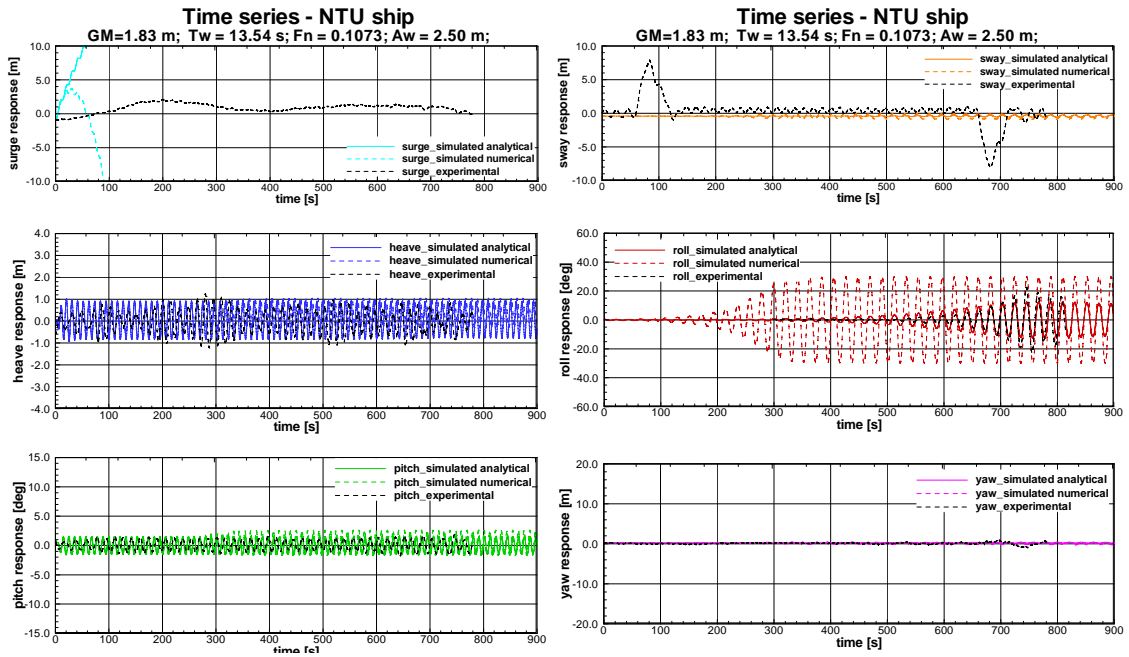 Time series - NTU ship
GM=1.83 m; Tw = 13.54 s; Fn = 0.1073; Aw = 2.50 m;
surge response [m]
10.0
5.0
0.0
-5.0
-10.0
surge_simulated analytical
surge_simulated numerical
surge_experimental
0 100 200 300 400 500 600 700 800 900
time [s]
Time series - NTU ship
GM=1.83 m; Tw = 13.54 s; Fn = 0.1073; Aw = 2.50 m;
sway response [m]
10.0
5.0
0.0
-5.0
-10.0
sway_simulated analytical
sway_simulated numerical
sway_experimental
0 100 200 300 400 500 600 700 800 900
time [s]
heave response [m]
4.0
3.0
2.0
1.0
0.0
-1.0
-2.0
-3.0
-4.0
heave_simulated analytical
heave_simulated numerical
heave_experimental
0 100 200 300 400 500 600 700 800 900
time [s]
roll response [deg]
60.0
40.0
20.0
0.0
-20.0
-40.0
-60.0
roll_simulated analytical
roll_simulated numerical
roll_experimental
0 100 200 300 400 500 600 700 800 900
time [s]
pitch response [deg]
15.0
10.0
5.0
0.0
-5.0
-10.0
-15.0
pitch_simulated analytical
pitch_simulated numerical
pitch_experimental
0 100 200 300 400 500 600 700 800 900
time [s]
yaw response [m]
20.0
10.0
0.0
-10.0
-20.0
yaw_simulated analytical
yaw_simulated numerical
yaw_experimental
0 100 200 300 400 500 600 700 800 900
time [s]